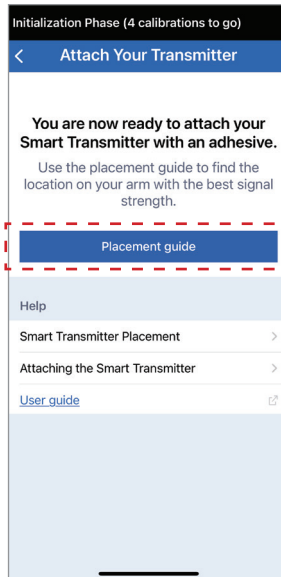 Initialization Phase (4 calibrations to go)
Attach Your Transmitter
You are now ready to attach your
Smart Transmitter with an adhesive.
Use the placement guide to find the
location on your arm with the best signal
strength.
Placement guide
Help
Smart Transmitter Placement
Attaching the Smart Transmitter
User guide